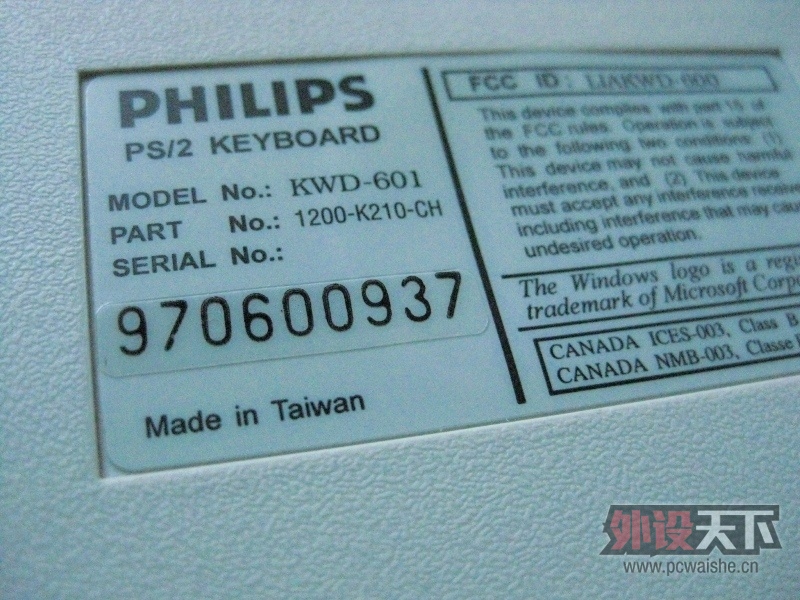 PHILIPS
PS/2 KEYBOARD
MODEL No.: KWD-601
PART No.: 1200-K210-CH
SERIAL No.:
970600937
Made in Taiwan
FCC ID: LIAKWD-600
This device complies with part 15 of
the FCC rules. Operation is subject
to the following two conditions: (1)
This device may not cause harmful
interference, and (2) This device
must accept any interference receive
including interference that may cau
undesired operation.
The Windows logo is a regi
trademark of Microsoft Corp
CANADA ICES-003, Class B
CANADA NMB-003, Classe
外设天下
www.pcwaishe.cn